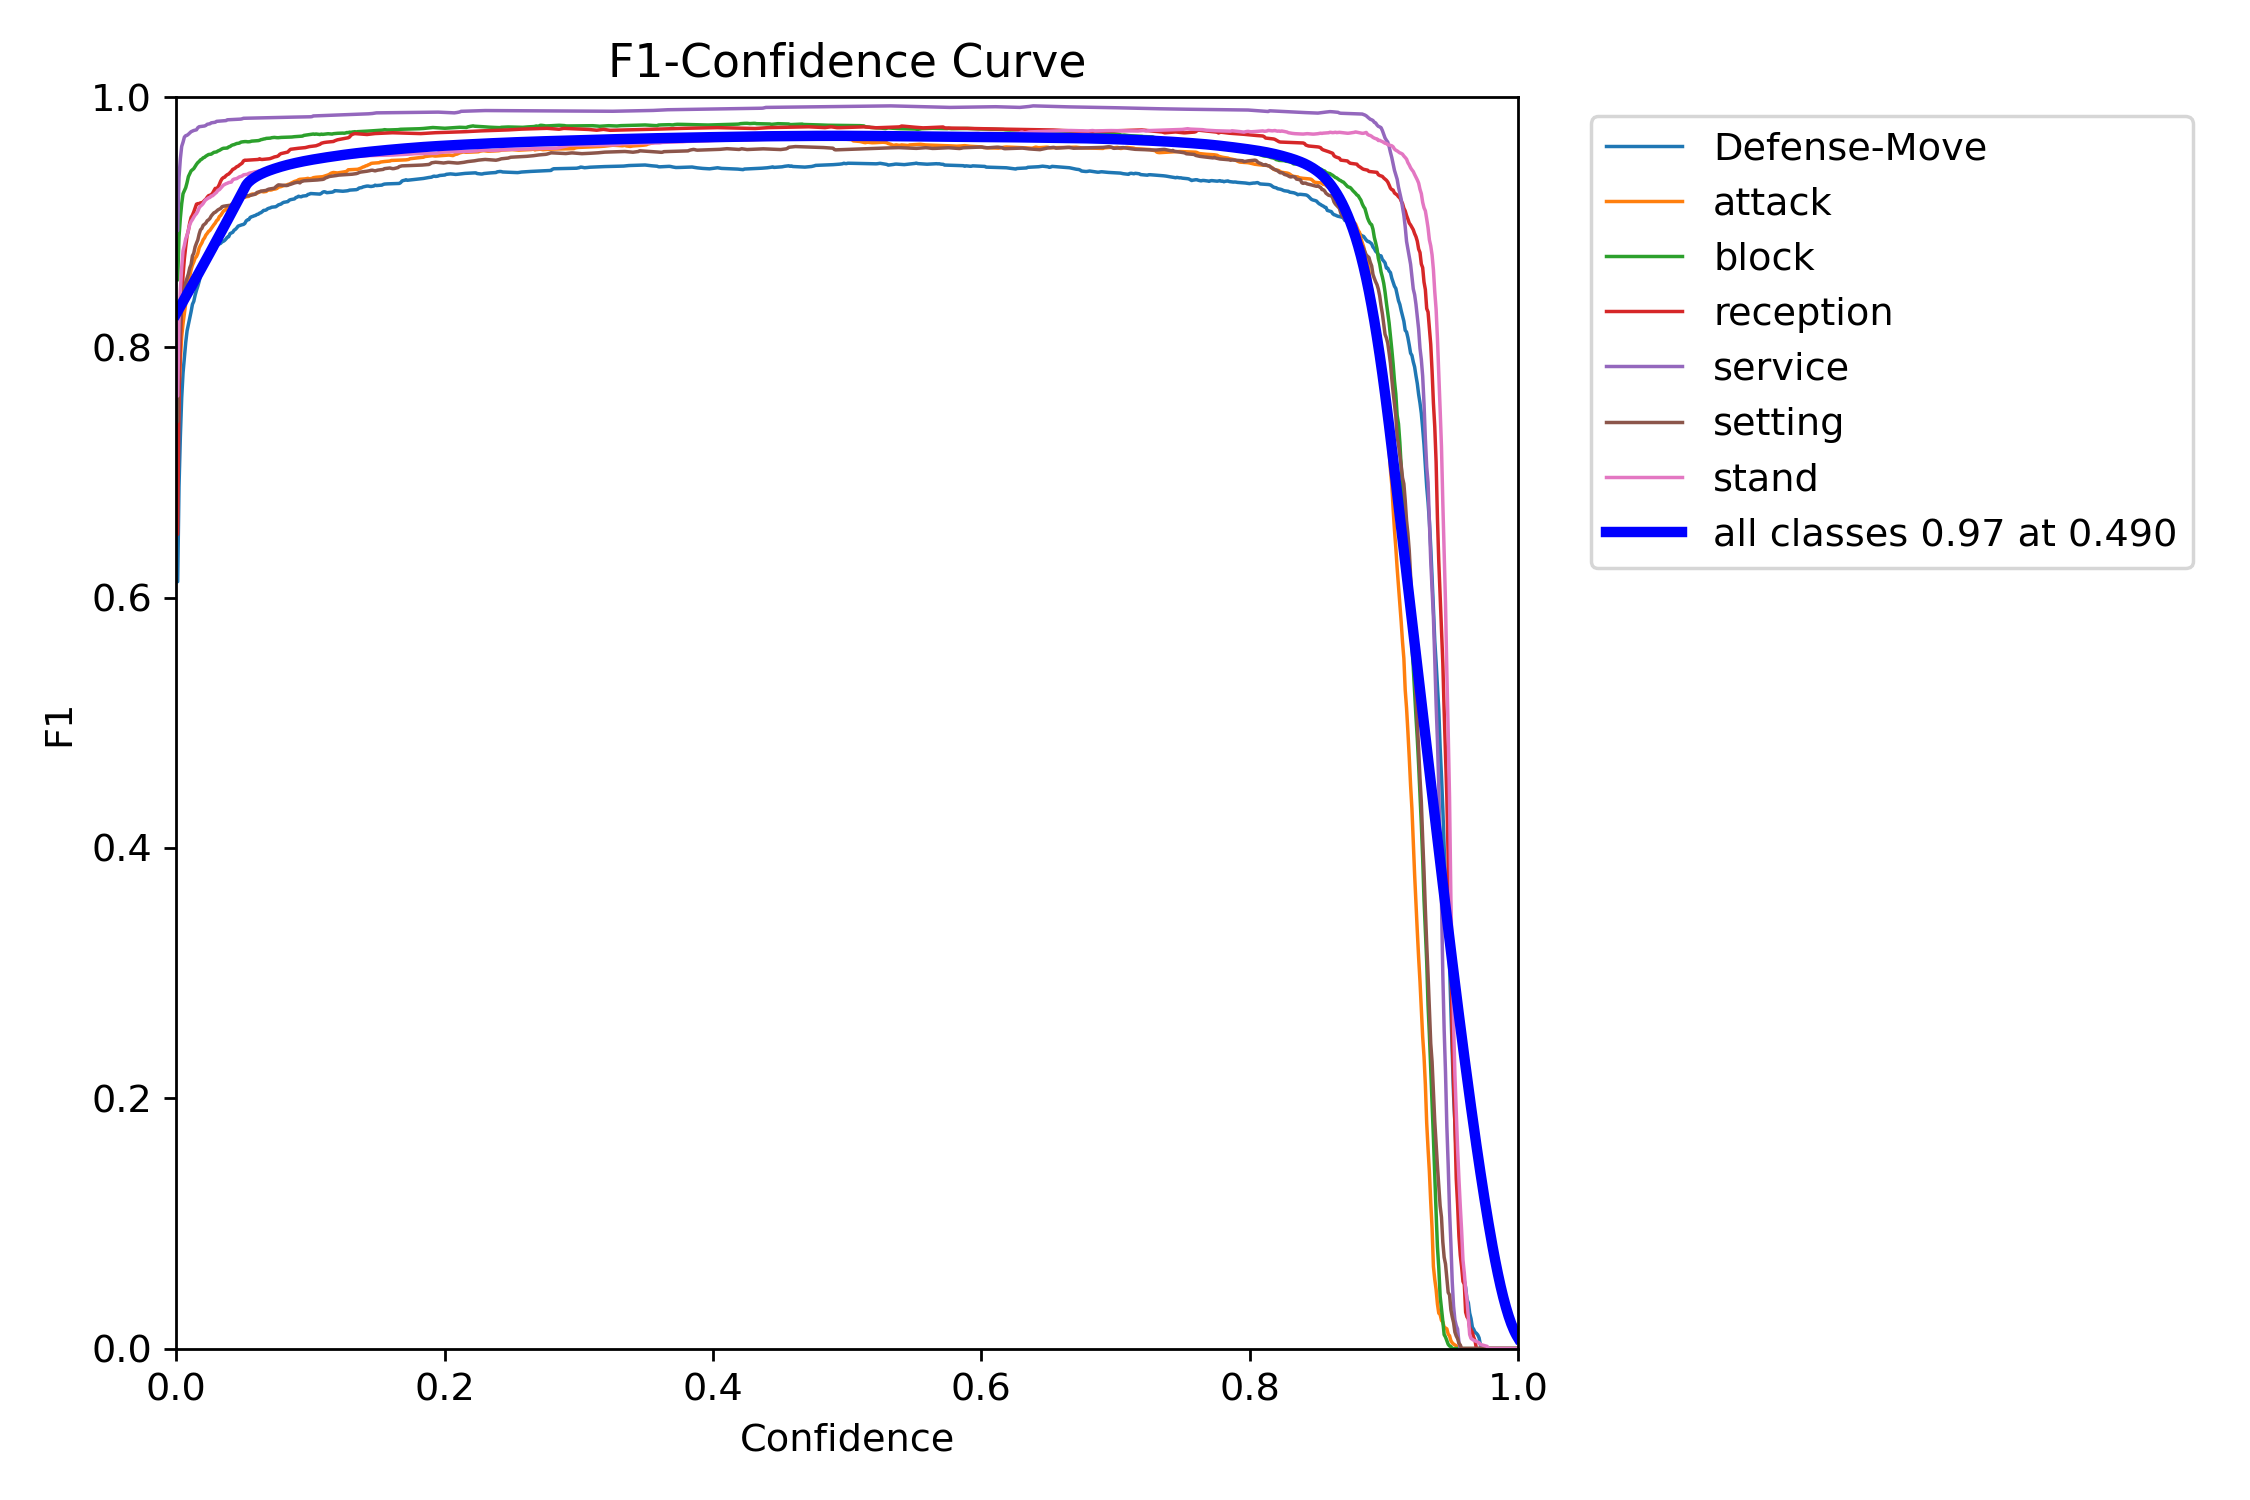 F1-Confidence Curve
1.0
0.8
0.6
0.4
0.2
0.0
F1
0.0 0.2 0.4 0.6 0.8 1.0
Confidence
Defense-Move
attack
block
reception
service
setting
stand
all classes 0.97 at 0.490